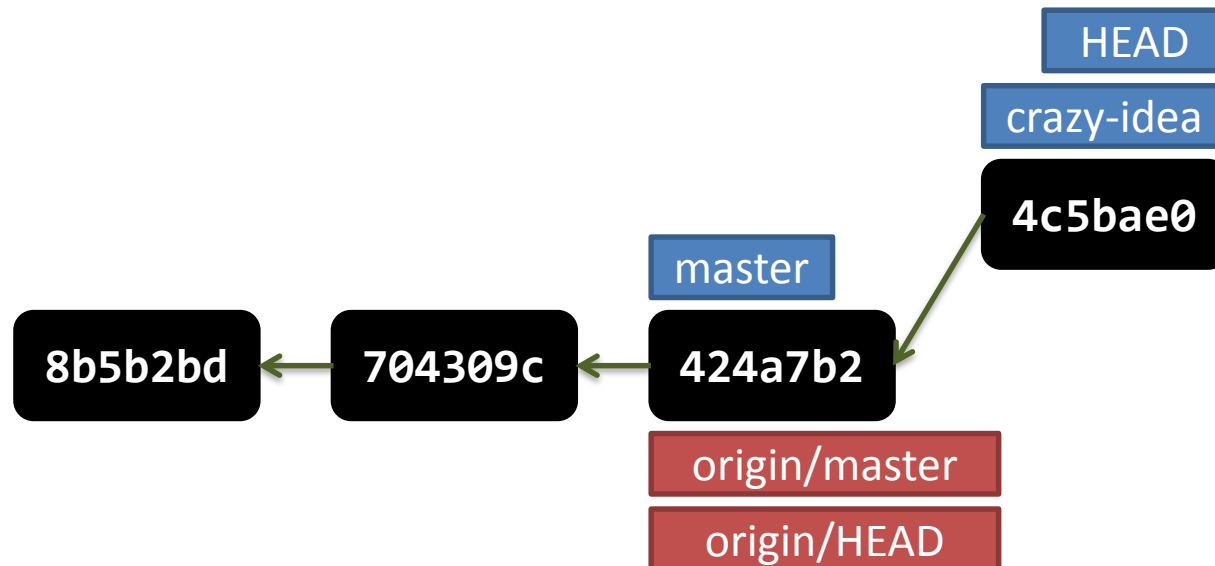 HEAD
crazy-idea
4c5bae0
master
8b5b2bd
704309c
424a7b2
origin/master
origin/HEAD